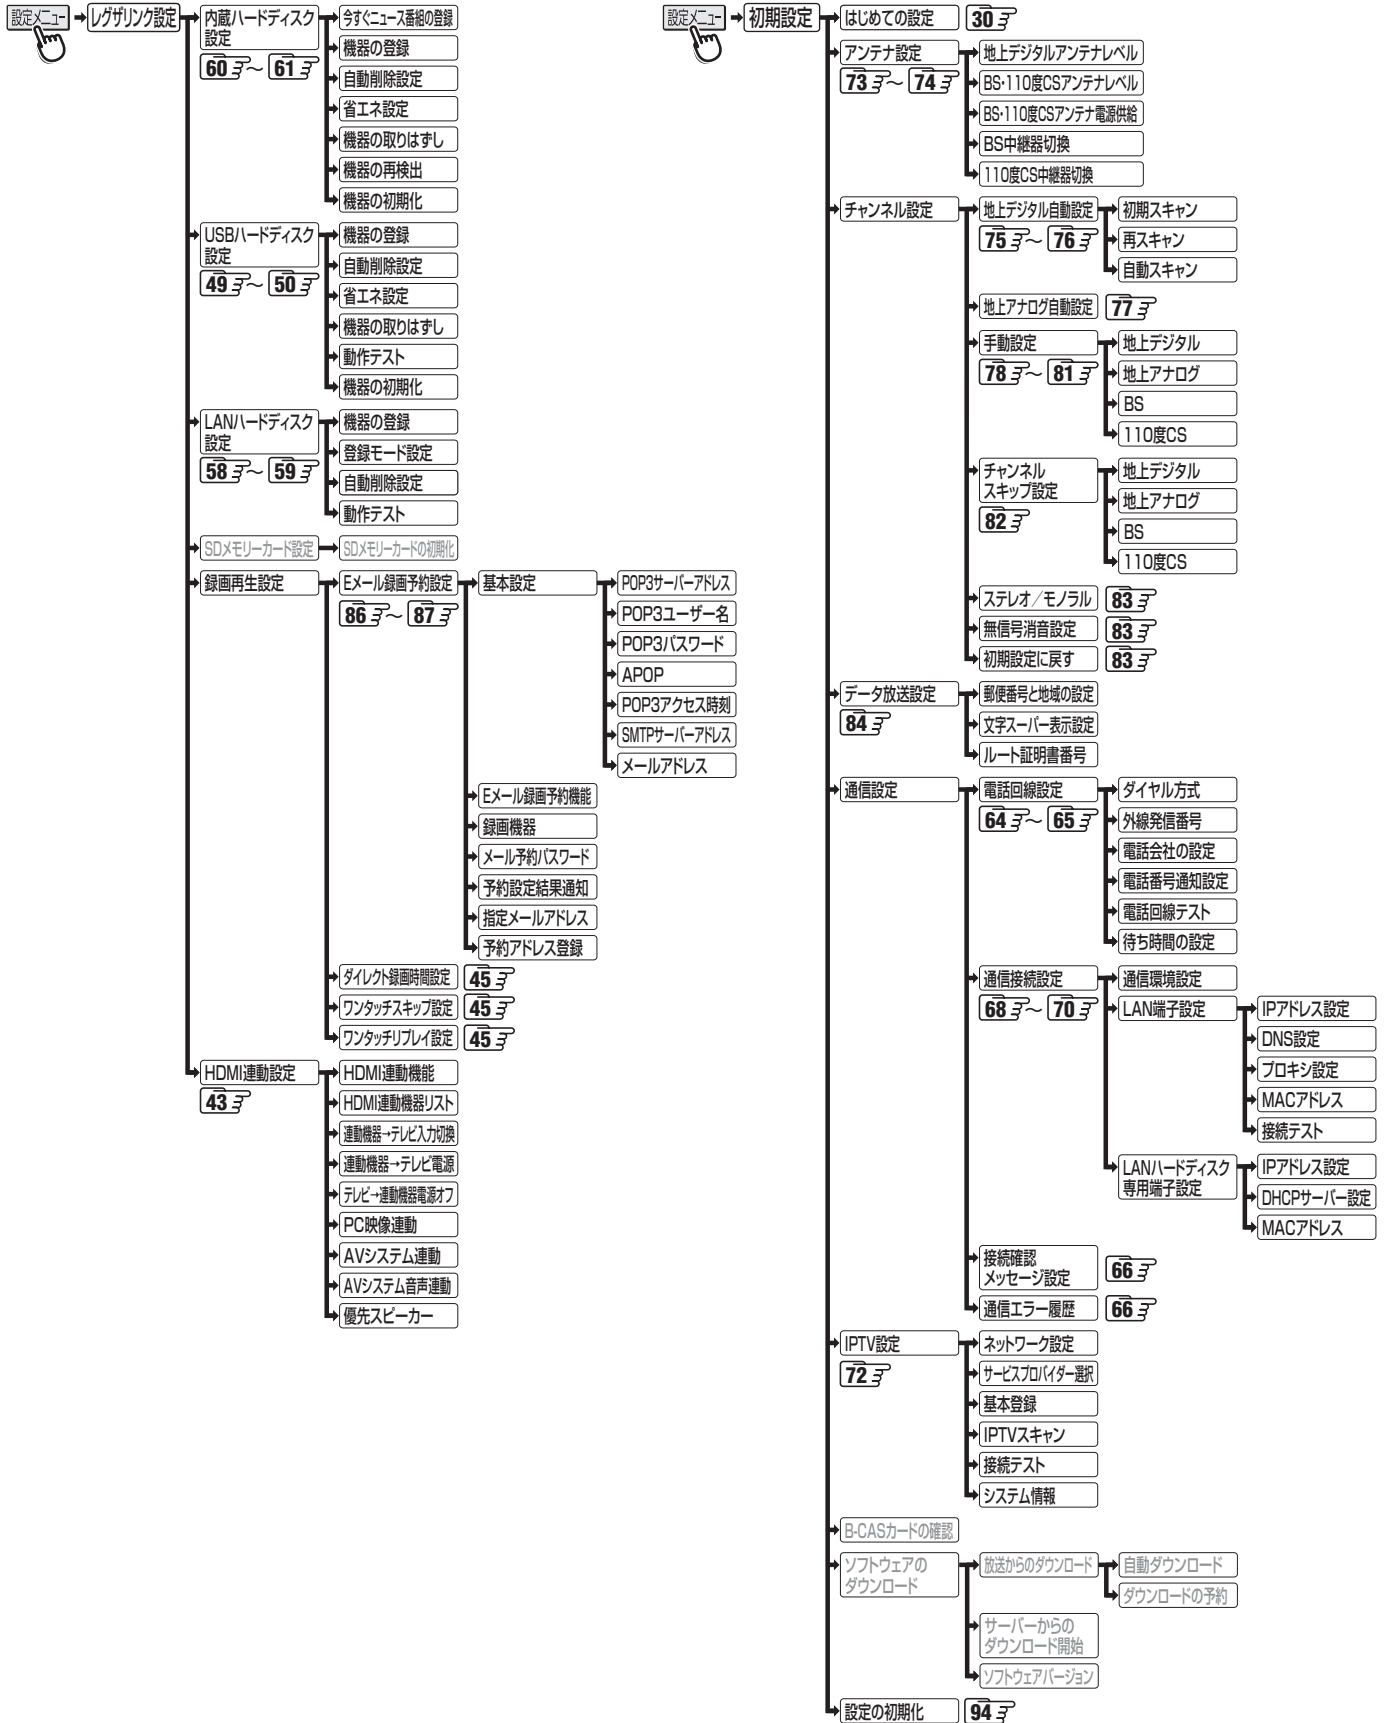 設定メニュー
レグザリンク設定
内蔵ハードディスク
設定
60 ~ 61
今すぐニュース番組の登録
機器の登録
自動削除設定
省エネ設定
機器の取りはずし
機器の再検出
機器の初期化
USBハードディスク
設定
49 ~ 50
機器の登録
自動削除設定
省エネ設定
機器の取りはずし
動作テスト
機器の初期化
LANハードディスク
設定
58 ~ 59
機器の登録
登録モード設定
自動削除設定
動作テスト
SDメモリーカード設定
SDメモリーカードの初期化
録画再生設定
Eメール録画予約設定
86 ~ 87
基本設定
POP3サーバーアドレス
POP3ユーザー名
POP3パスワード
APOP
POP3アクセス時刻
SMTPサーバーアドレス
メールアドレス
Eメール録画予約機能
録画機器
メール予約パスワード
予約設定結果通知
指定メールアドレス
予約アドレス登録
ダイレクト録画時間設定 45
ワンタッチスキップ設定 45
ワンタッチリプレイ設定 45
HDMI連動設定
43
HDMI連動機能
HDMI連動機器リスト
連動機器→テレビ入力切換
連動機器→テレビ電源
テレビ→連動機器電源オフ
PC映像連動
AVシステム連動
AVシステム音声連動
優先スピーカー
設定メニュー
初期設定
はじめての設定 30
アンテナ設定
73 ~ 74
地上デジタルアンテナレベル
BS・110度CSアンテナレベル
BS・110度CSアンテナ電源供給
BS中継器切換
110度CS中継器切換
チャンネル設定
地上デジタル自動設定
75 ~ 76
初期スキャン
再スキャン
自動スキャン
地上アナログ自動設定 77
手動設定
78 ~ 81
地上デジタル
地上アナログ
BS
110度CS
チャンネル
スキップ設定
82
地上デジタル
地上アナログ
BS
110度CS
ステレオ／モノラル 83
無信号消音設定 83
初期設定に戻す 83
データ放送設定
84
郵便番号と地域の設定
文字スーパー表示設定
ルート証明書番号
通信設定
電話回線設定
64 ~ 65
ダイヤル方式
外線発信番号
電話会社の設定
電話番号通知設定
電話回線テスト
待ち時間の設定
通信接続設定
68 ~ 70
通信環境設定
LAN端子設定
IPアドレス設定
DNS設定
プロキシ設定
MACアドレス
接続テスト
LANハードディスク
専用端子設定
IPアドレス設定
DHCPサーバー設定
MACアドレス
接続確認
メッセージ設定 66
通信エラー履歴 66
IPTV設定
72
ネットワーク設定
サービスプロバイダー選択
基本登録
IPTVスキャン
接続テスト
システム情報
B-CASカードの確認
ソフトウェアの
ダウンロード
放送からのダウンロード
自動ダウンロード
ダウンロードの予約
サーバーからの
ダウンロード開始
ソフトウェアバージョン
設定の初期化 94